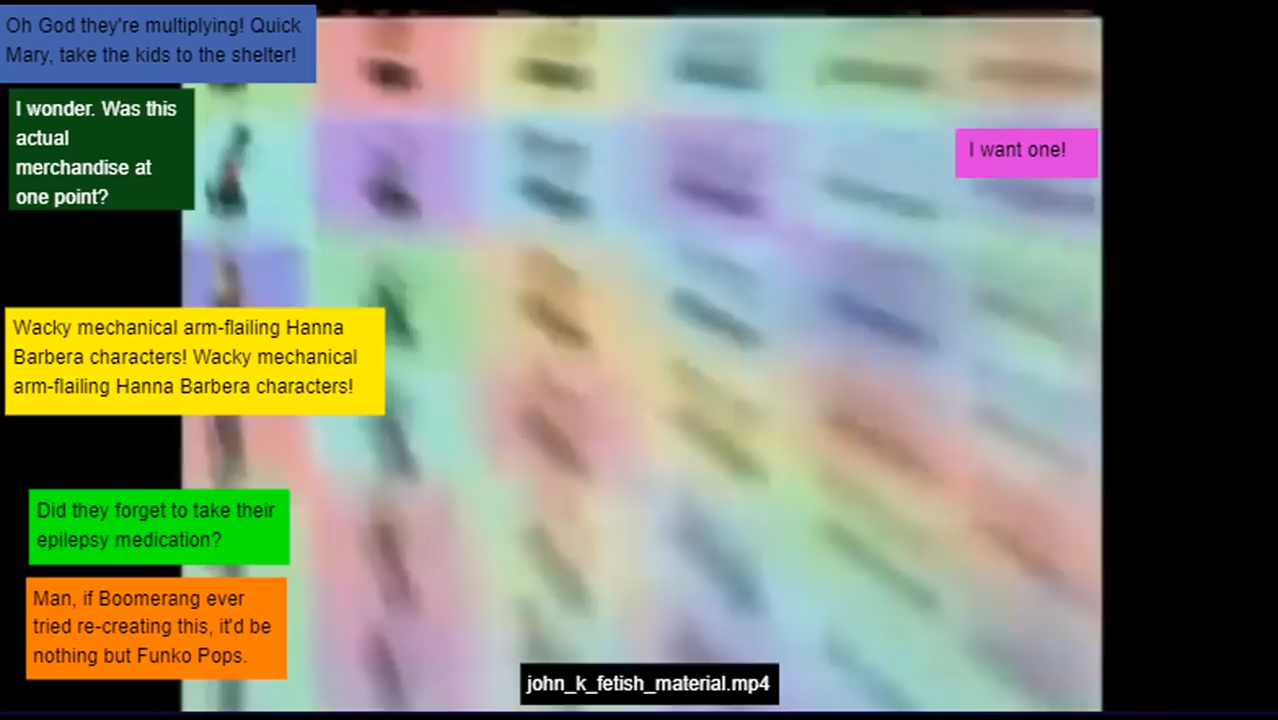 Oh God they're multiplying! Quick
Mary, take the kids to the shelter!
I wonder. Was this
actual
merchandise at
one point?
I want one!
Wacky mechanical arm-flailing Hanna
Barbera characters! Wacky mechanical
arm-flailing Hanna Barbera characters!
Did they forget to take their
epilepsy medication?
Man, if Boomerang ever
tried re-creating this, it'd be
nothing but Funko Pops.
john_k_fetish_material.mp4